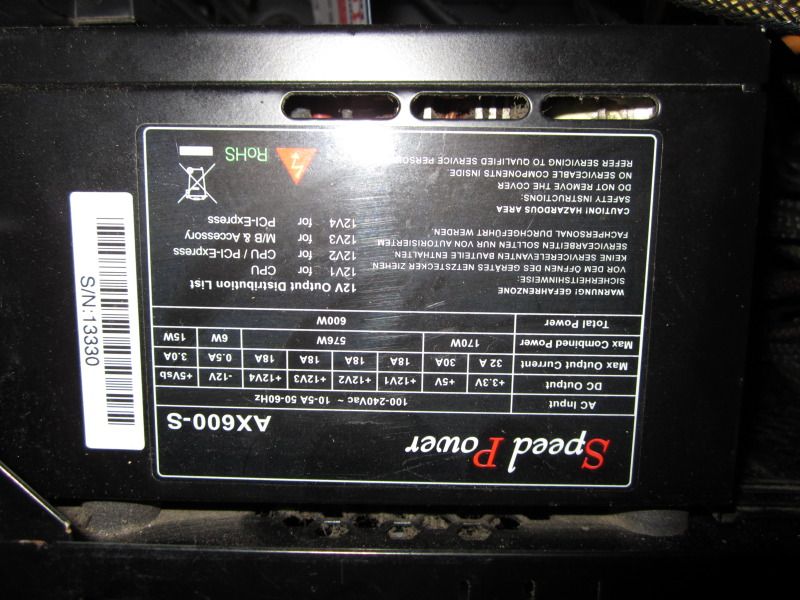 Speed Power
AX600-S
AC Input 100-240Vac ~ 10-5A 50-60Hz
DC Output +3.3V +5V +12V1 +12V2 +12V3 +12V4 -12V +5Vsb
Max Output Current 32 A 30A 18A 18A 18A 18A 0.5A 3.0A
Max Combined Power 170W 576W 6W 15W
Total Power 600W
WARNUNG! GEFAHRENZONE
SICHERHEITSHINWEISE:
VOR DEM ÖFFNEN DES GERÄTES NETZSTECKER ZIEHEN
KEINE SERVICERELEVANTEN BAUTEILE ENTHALTEN
SERVICEARBEITEN SOLLTEN NUR VON AUTORISIERTEM
FACHPERSONAL DURCHGEFÜHRT WERDEN.
CAUTION! HAZARDOUS AREA
SAFETY INSTRUCTIONS:
DO NOT REMOVE THE COVER
NO SERVICEABLE COMPONENTS INSIDE.
REFER SERVICING TO QUALIFIED SERVICE PERSON
12V Output Distribution List
12V1 for CPU
12V2 for CPU / PCI-Express
12V3 for M/B & Accessory
12V4 for PCI-Express
RoHS
S/N:13330